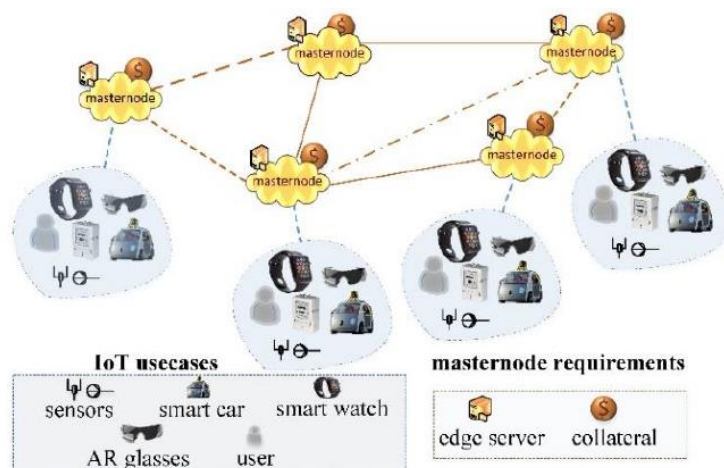 masternode
masternode
masternode
masternode
masternode
IoT usecases
masternode requirements
sensors
smart car
smart watch
AR glasses
user
edge server
collateral